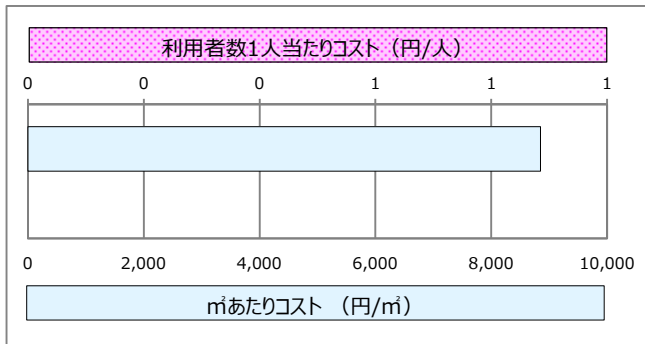 利用者数1人当たりコスト（円/人）
0 0 0 1 1 1
0 2,000 4,000 6,000 8,000 10,000
㎡あたりコスト （円/㎡）